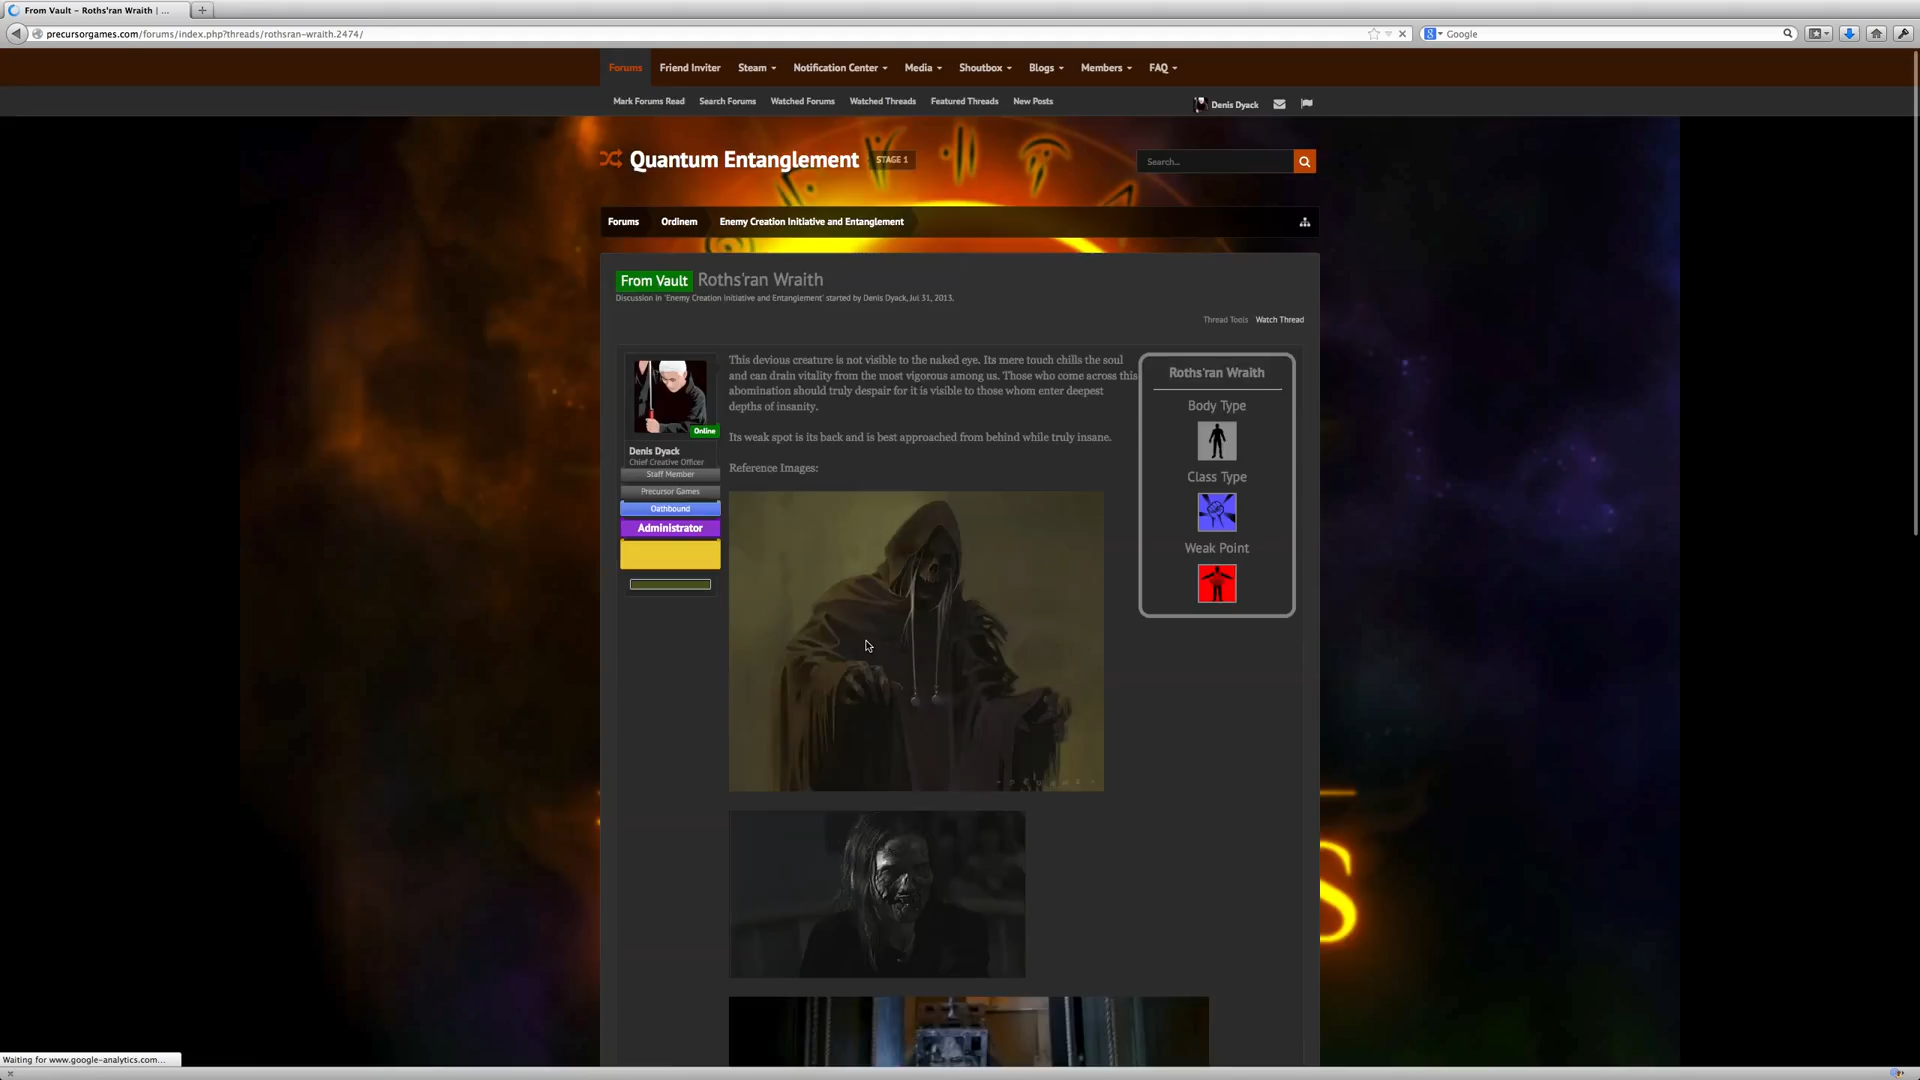 From Vault - Roths'ran Wraith | ...
precursorgames.com/forums/index.php?threads/rothsran-wraith.2474/
Google
Forums Friend Inviter Steam Notification Center Media Shoutbox Blogs Members FAQ
Mark Forums Read Search Forums Watched Forums Watched Threads Featured Threads New Posts Denis Dyack
Quantum Entanglement STAGE 1 Search...
Forums Ordinem Enemy Creation Initiative and Entanglement
From Vault Roths'ran Wraith
Discussion in 'Enemy Creation Initiative and Entanglement' started by Denis Dyack, Jul 31, 2013.
Thread Tools Watch Thread
This devious creature is not visible to the naked eye. Its mere touch chills the soul
and can drain vitality from the most vigorous among us. Those who come across this
abomination should truly despair for it is visible to those whom enter deepest
depths of insanity.
Its weak spot is its back and is best approached from behind while truly insane.
Reference Images:
Online
Denis Dyack
Chief Creative Officer
Staff Member
Precursor Games
Oathbound
Administrator
Roths'ran Wraith
Body Type
Class Type
Weak Point
S
Waiting for www.google-analytics.com...